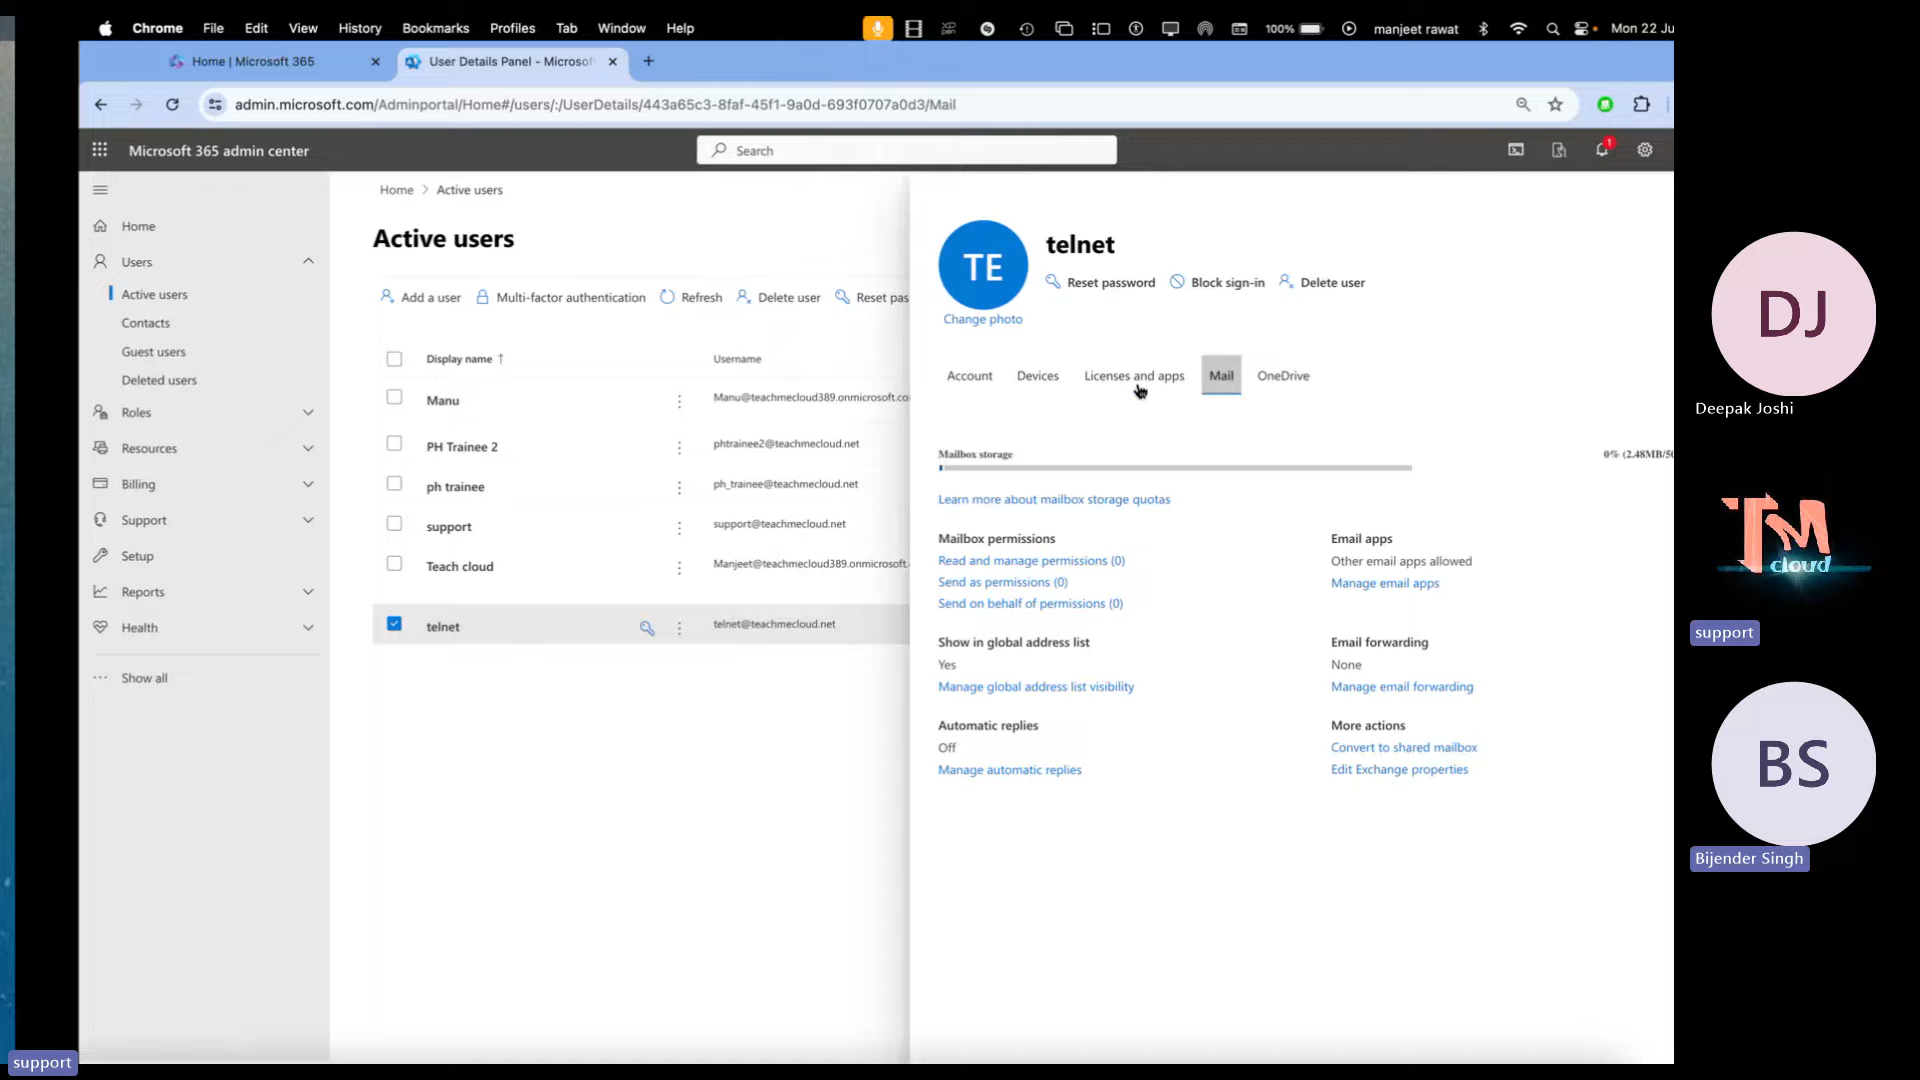 Chrome File Edit View History Bookmarks Profiles Tab Window Help 100% manjeet rawat Mon 22 Ju
Home | Microsoft 365
User Details Panel - Microsof
admin.microsoft.com/Adminportal/Home#/users/:/UserDetails/443a65c3-8faf-45f1-9a0d-693f0707a0d3/Mail
Microsoft 365 admin center
Search
1
Home
Users
Active users
Contacts
Guest users
Deleted users
Roles
Resources
Billing
Support
Setup
Reports
Health
Show all
Home > Active users
Active users
Add a user Multi-factor authentication Refresh Delete user Reset pas
Display name ↑ Username
Manu Manu@teachmecloud389.onmicrosoft.co
PH Trainee 2 phtrainee2@teachmecloud.net
ph trainee ph_trainee@teachmecloud.net
support support@teachmecloud.net
Teach cloud Manjeet@teachmecloud389.onmicrosoft.
telnet telnet@teachmecloud.net
TE
Change photo
telnet
Reset password Block sign-in Delete user
Account Devices Licenses and apps Mail OneDrive
Mailbox storage 0% (2.48MB/50
Learn more about mailbox storage quotas
Mailbox permissions
Read and manage permissions (0)
Send as permissions (0)
Send on behalf of permissions (0)
Email apps
Other email apps allowed
Manage email apps
Show in global address list
Yes
Manage global address list visibility
Email forwarding
None
Manage email forwarding
Automatic replies
Off
Manage automatic replies
More actions
Convert to shared mailbox
Edit Exchange properties
DJ
Deepak Joshi
TM
cloud
support
BS
Bijender Singh
support